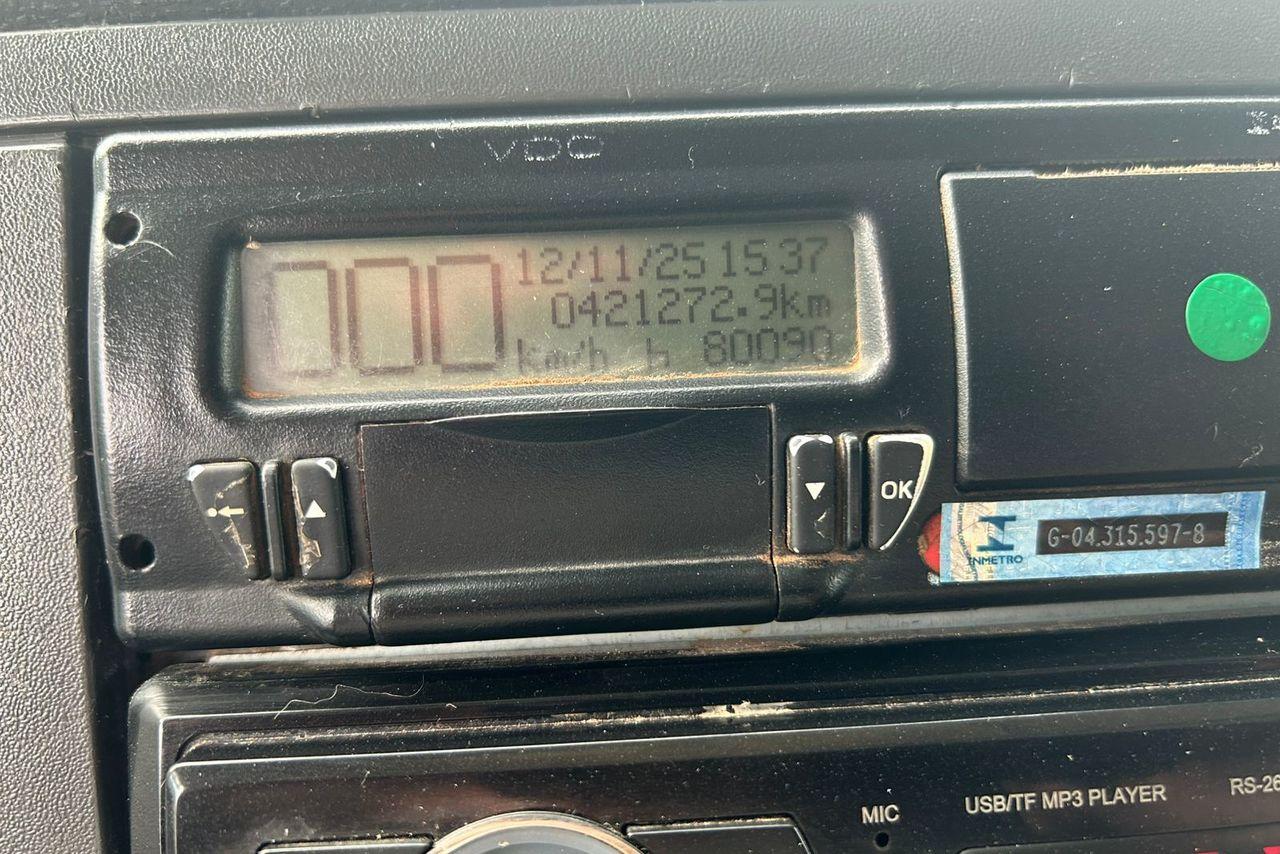 VDO
000
12/11/25 15 37
0421272.9km
km/h h 80090
OK
INMETRO
G-04.315.597-8
MIC
USB/TF MP3 PLAYER